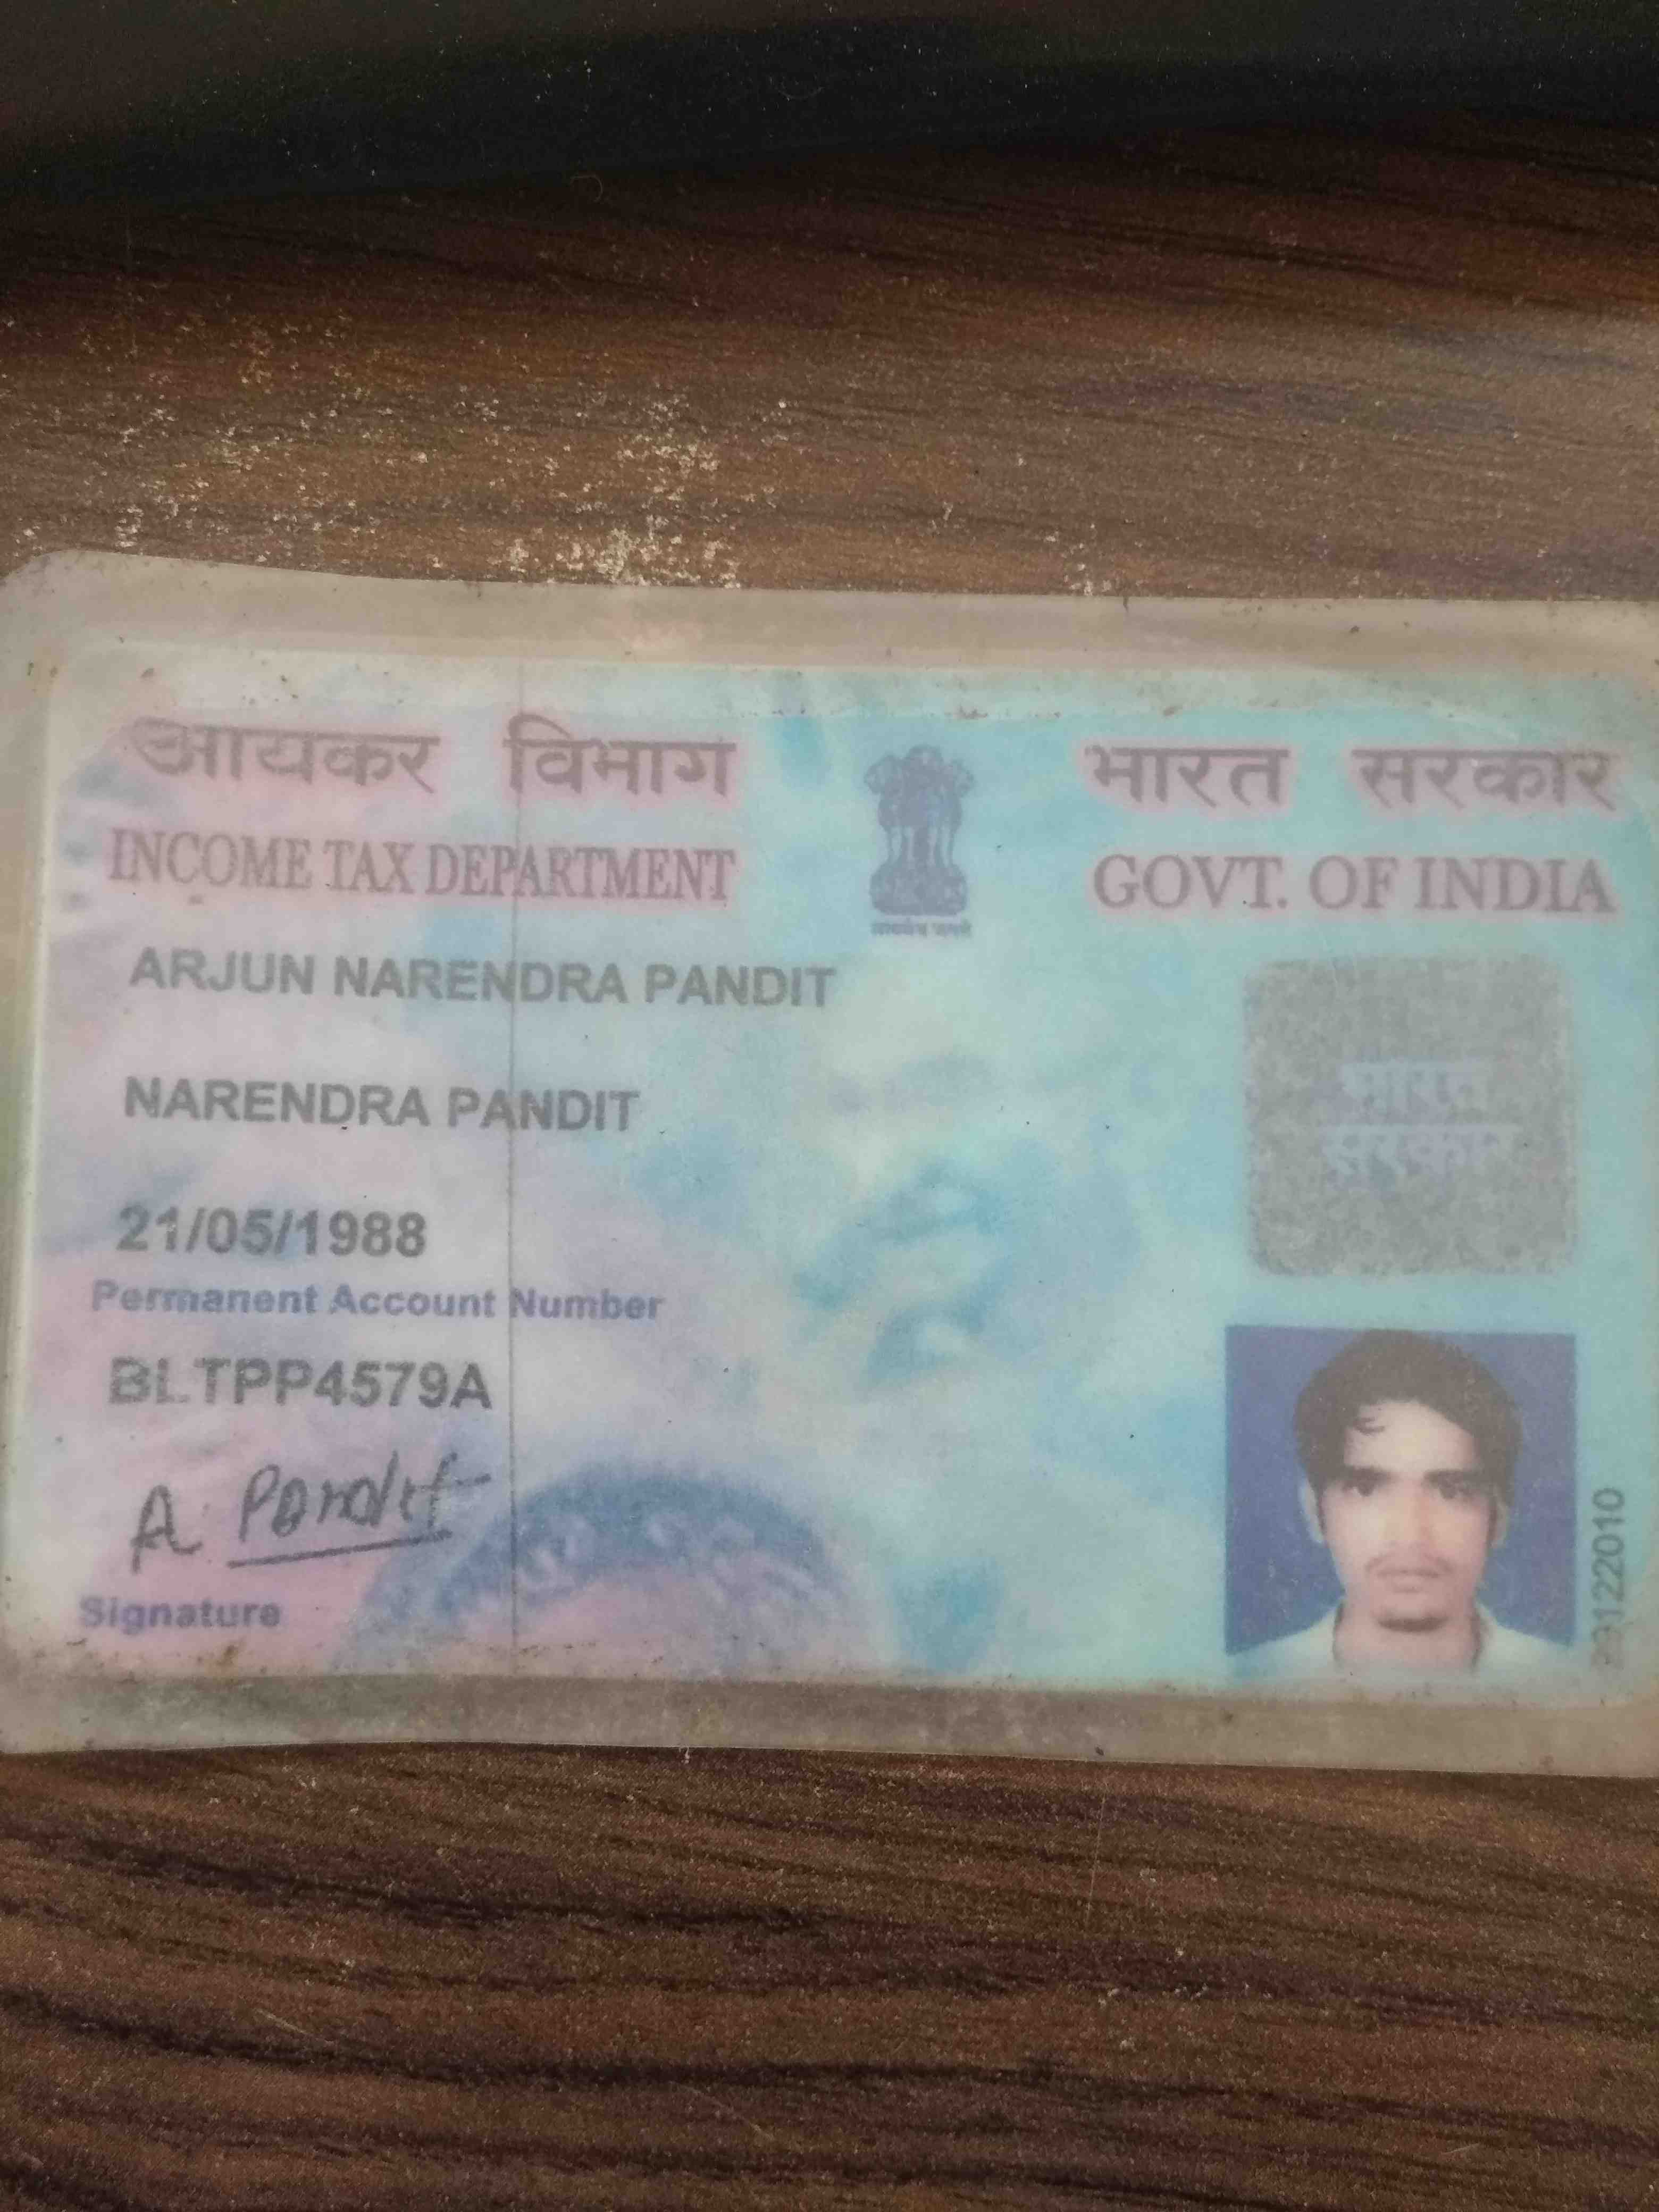 आयकर विभाग
INCOME TAX DEPARTMENT
भारत सरकार
GOVT. OF INDIA
सत्यमेव जयते
ARJUN NARENDRA PANDIT
NARENDRA PANDIT
21/05/1988
Permanent Account Number
BLTPP4579A
A. Pandit
Signature
भारत
सरकार
23122010